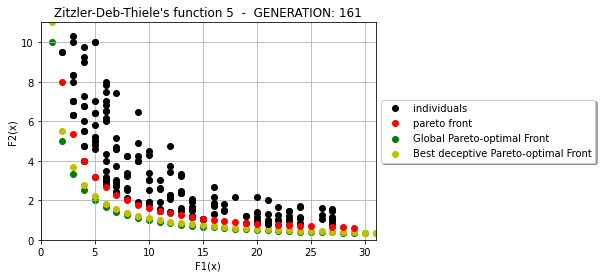 Zitzler-Deb-Thiele's function 5 - GENERATION: 161
10
8
6
4
2
0
F2(x)
0 5 10 15 20 25 30
F1(x)
individuals
pareto front
Global Pareto-optimal Front
Best deceptive Pareto-optimal Front